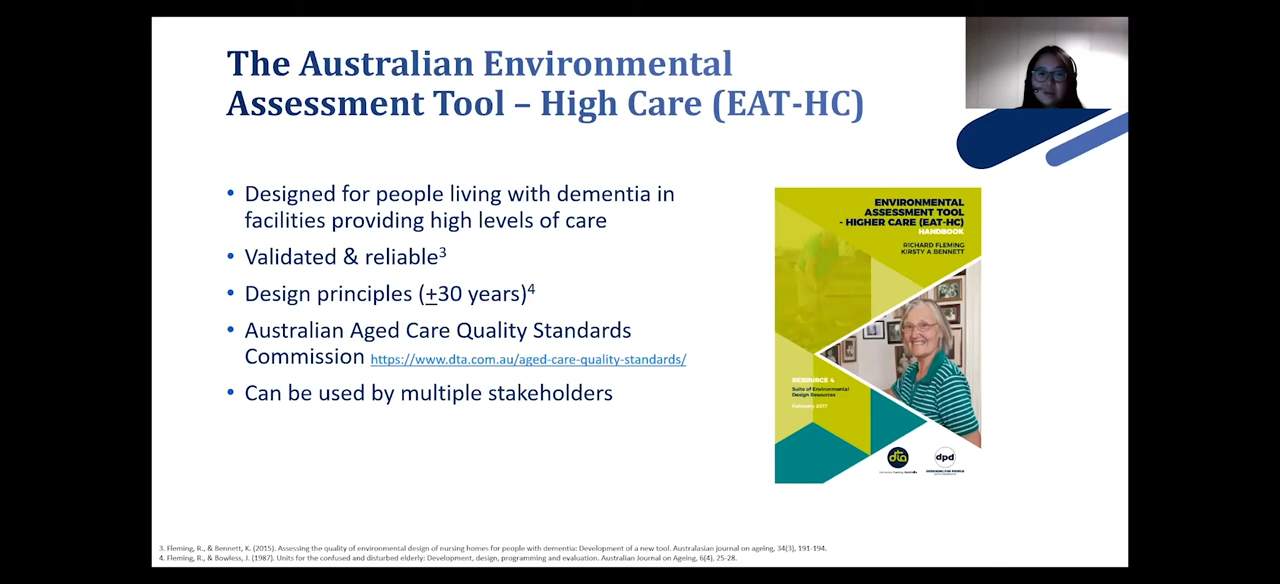 The Australian Environmental
Assessment Tool – High Care (EAT-HC)
• Designed for people living with dementia in
facilities providing high levels of care
• Validated & reliable3
• Design principles (+30 years)4
• Australian Aged Care Quality Standards
Commission https://www.dta.com.au/aged-care-quality-standards/
• Can be used by multiple stakeholders
ENVIRONMENTAL
ASSESSMENT TOOL
- HIGHER CARE (EAT-HC)
HANDBOOK
RICHARD FLEMING
KIRSTY A BENNETT
RESOURCE 4
Suite of Environmental
Design Resources
February 2017
dta
dpd
3. Fleming, R., & Bennett, K. (2015). Assessing the quality of environmental design of nursing homes for people with dementia: Development of a new tool. Australasian journal on ageing, 34(3), 191-194.
4. Fleming, R., & Bowless, J. (1987). Units for the confused and disturbed elderly: Development, design, programming and evaluation. Australian Journal of Ageing, 6(4), 25-28.